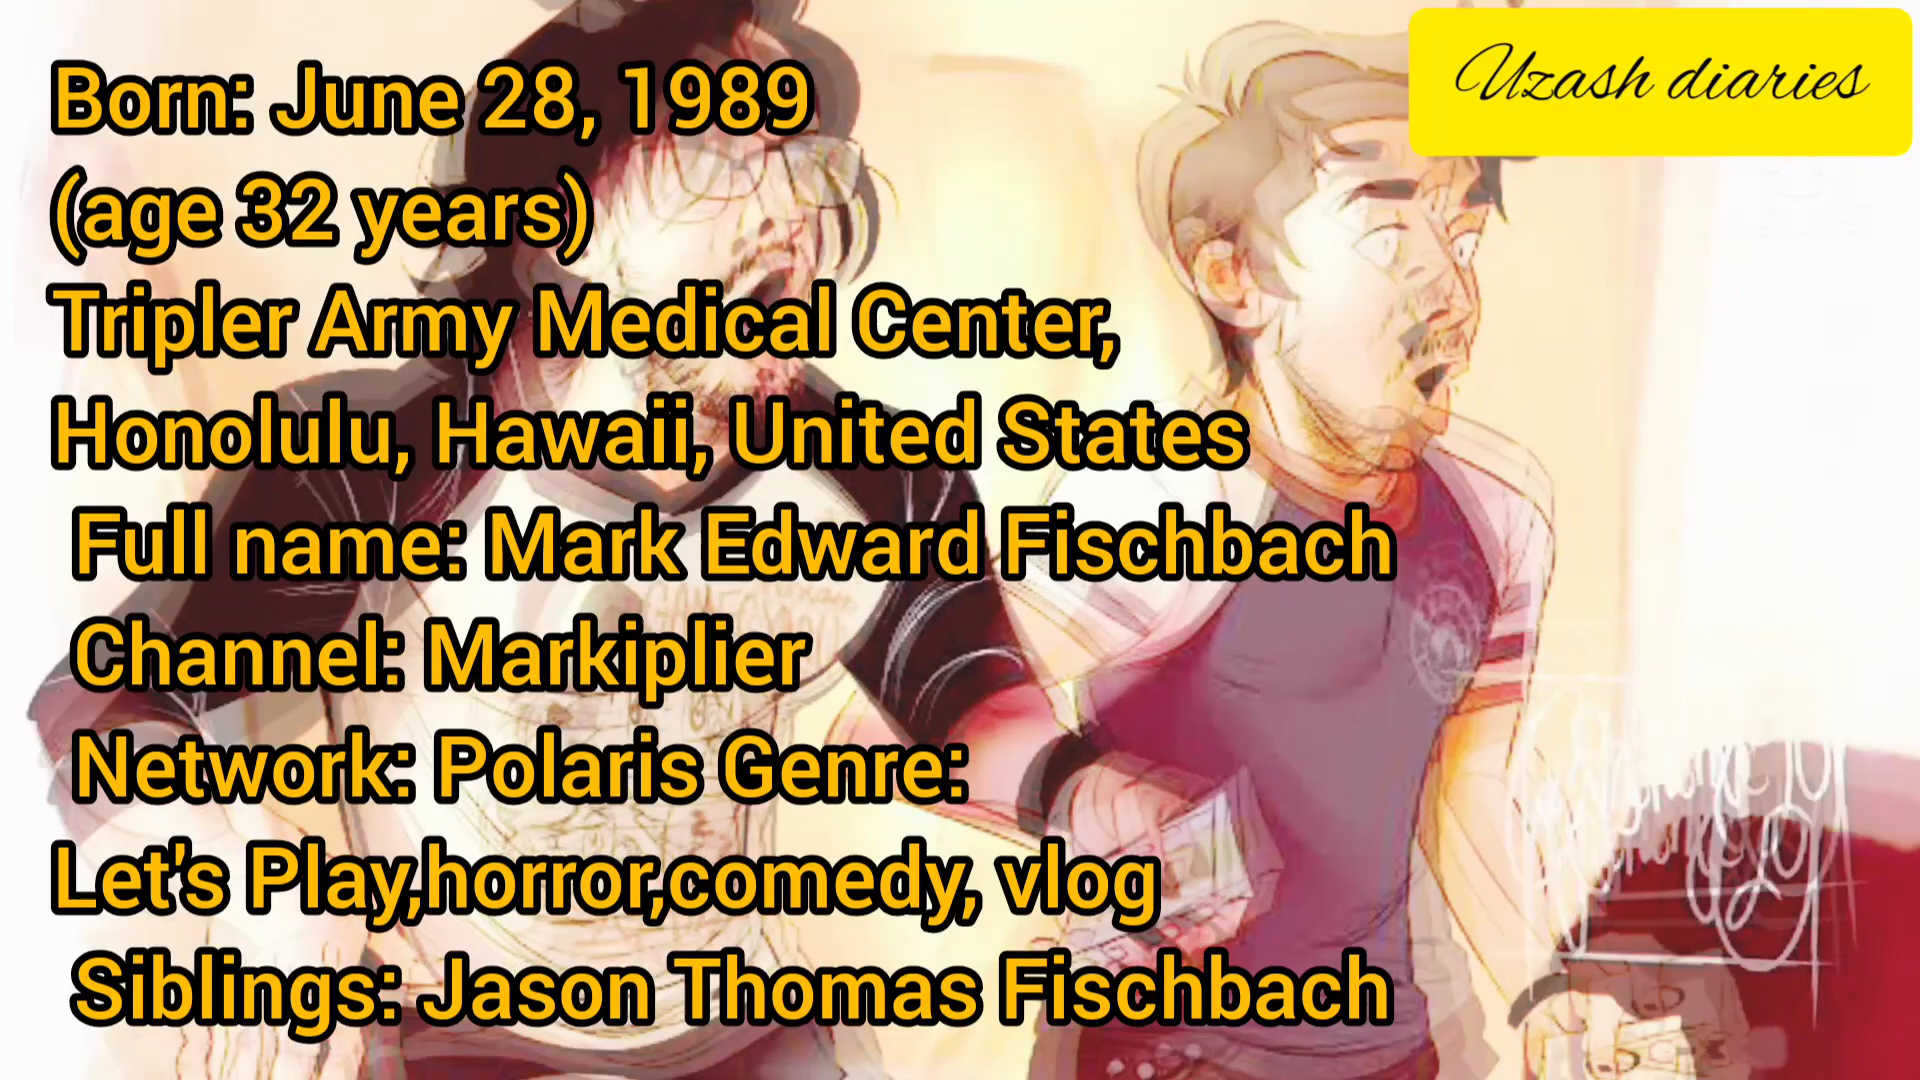 Uzash diaries
Born: June 28, 1989
(age 32 years)
Tripler Army Medical Center,
Honolulu, Hawaii, United States
Full name: Mark Edward Fischbach
Channel: Markiplier
Network: Polaris Genre:
Let's Play,horror,comedy, vlog
Siblings: Jason Thomas Fischbach